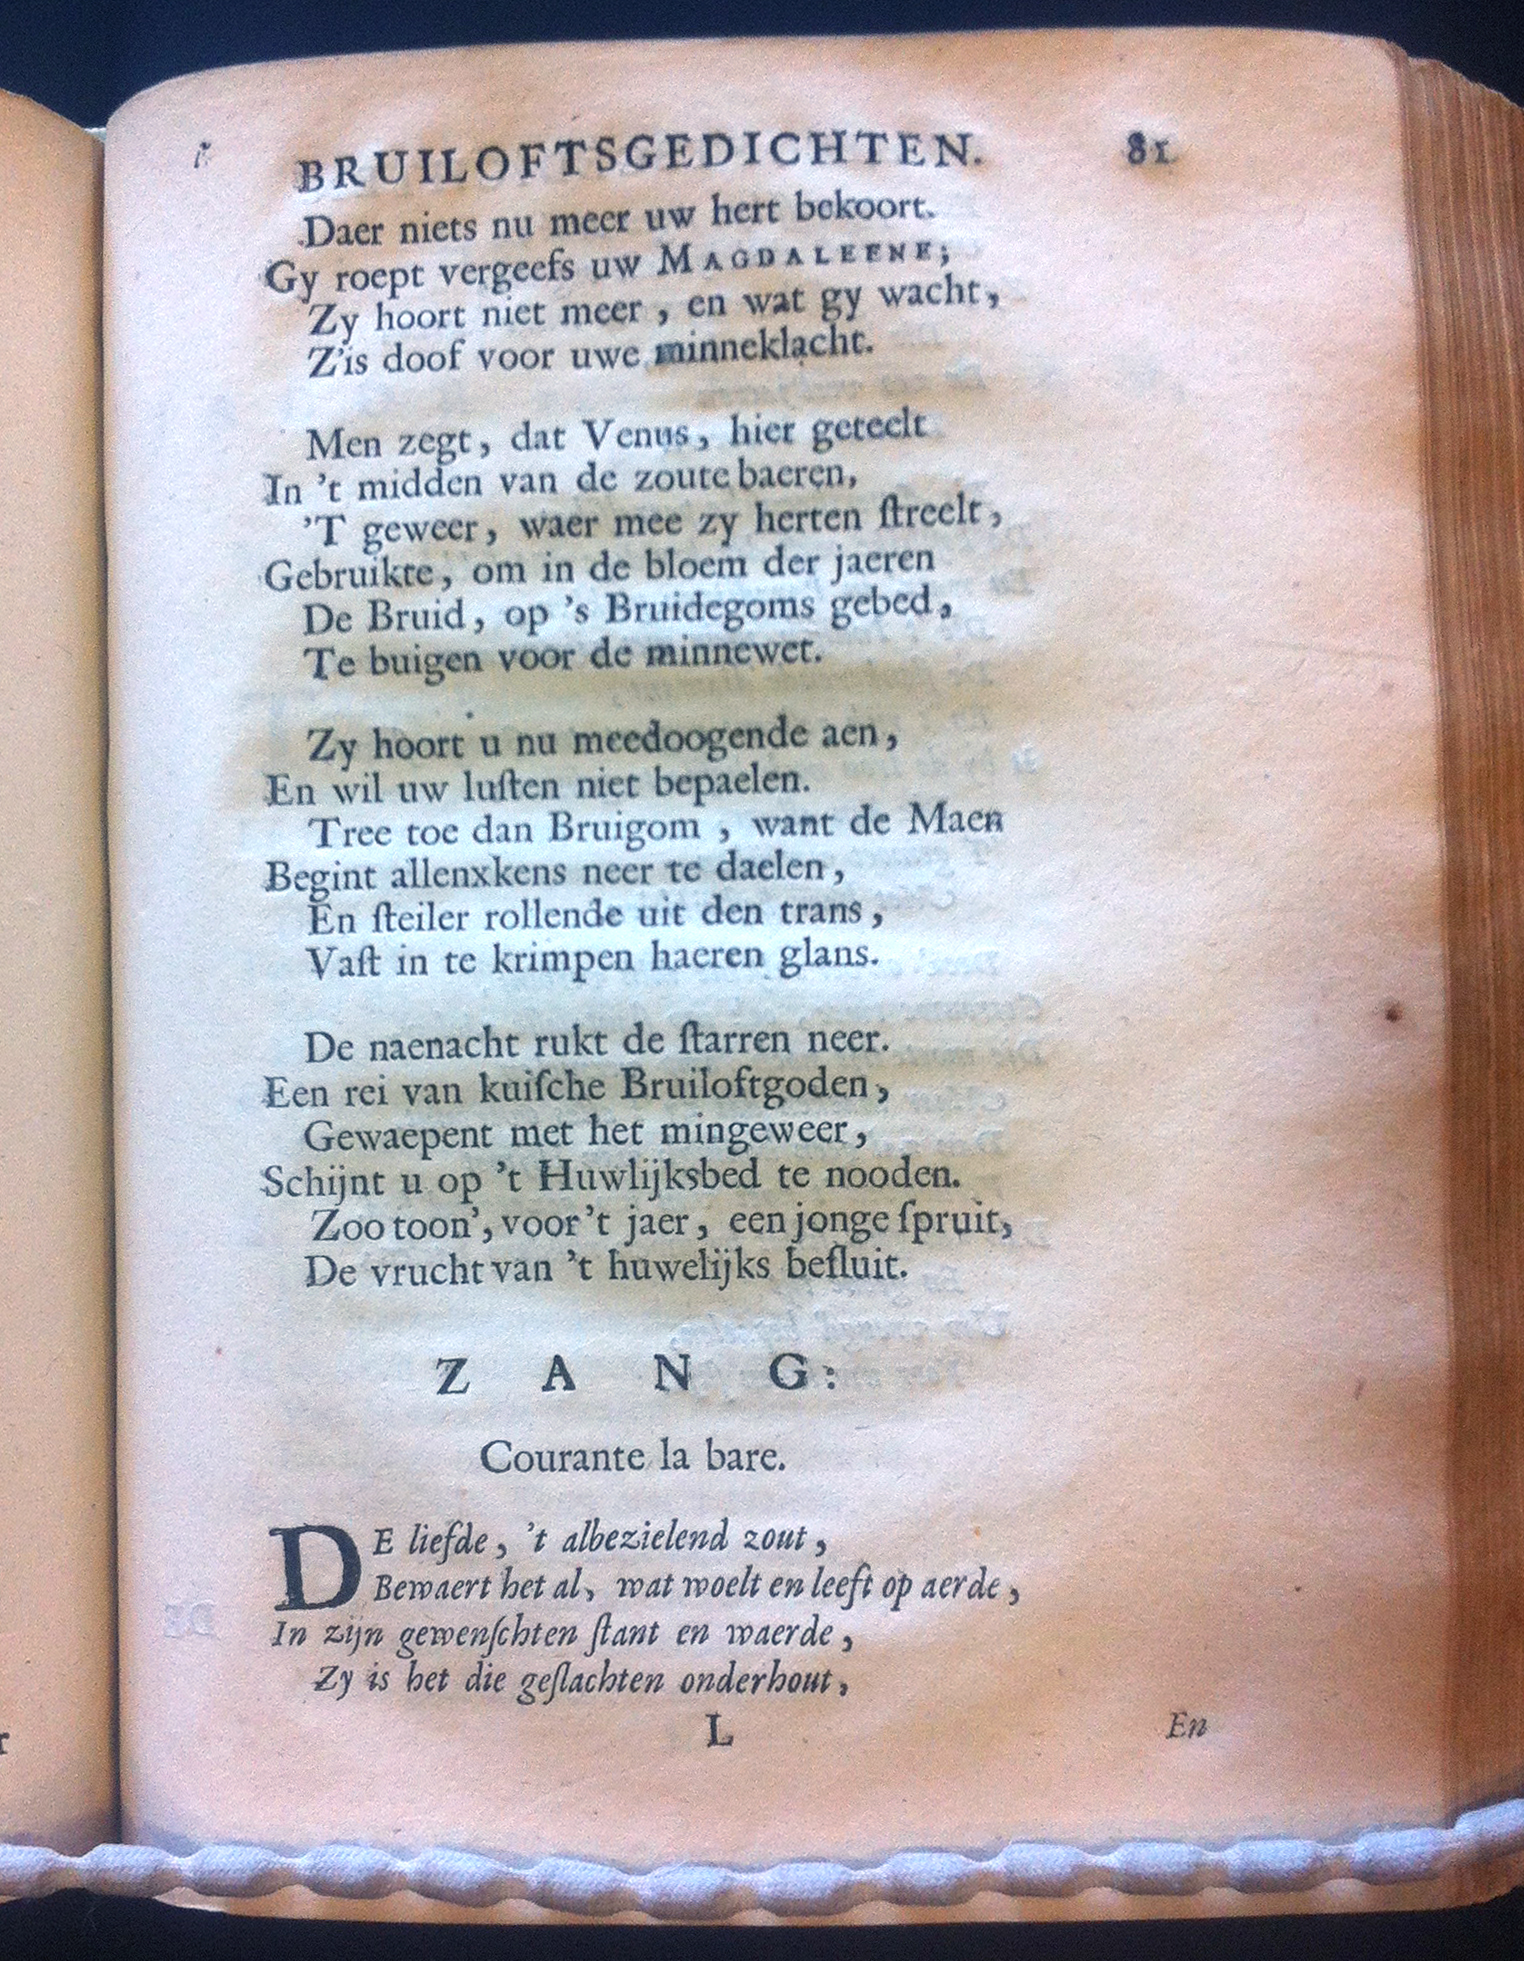 BRUILOFTSGEDICHTEN. 81
Daer niets nu meer uw hert bekoort.
Gy roept vergeefs uw MAGDALEENE;
Zy hoort niet meer, en wat gy wacht,
Z'is doof voor uwe minneklacht.
Men zegt, dat Venus, hier geteelt
In 't midden van de zoute baeren,
'T geweer, waer mee zy herten ſtreelt,
Gebruikte, om in de bloem der jaeren
De Bruid, op 's Bruidegoms gebed,
Te buigen voor de minnewet.
Zy hoort u nu meedoogende aen,
En wil uw luſten niet bepaelen.
Tree toe dan Bruigom, want de Maen
Begint allenxkens neer te daelen,
En ſteiler rollende uit den trans,
Vaſt in te krimpen haeren glans.
De naenacht rukt de ſtarren neer.
Een rei van kuiſche Bruiloftgoden,
Gewaepent met het mingeweer,
Schijnt u op 't Huwlijksbed te nooden.
Zoo toon', voor 't jaer, een jonge ſpruit,
De vrucht van 't huwelijks beſluit.
ZANG:
Courante la bare.
DE liefde, 't albezielend zout,
Bewaert het al, wat woelt en leeft op aerde,
In zijn gewenſchten ſtant en waerde,
Zy is het die geſlachten onderhout,
L En